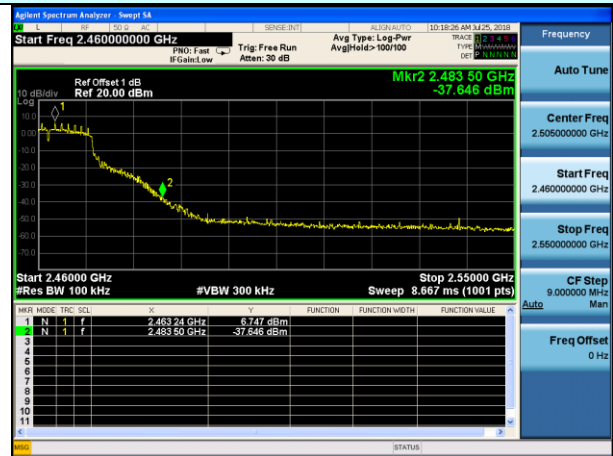 Agilent Spectrum Analyzer - Swept SA
LXI RL RF 50 Ω AC SENSE:INT ALIGN AUTO 10:18:26 AM Jul 25, 2018
Start Freq 2.460000000 GHz
PNO: Fast
IFGain:Low
Trig: Free Run
Atten: 30 dB
Avg Type: Log-Pwr
Avg|Hold:> 100/100
TRACE 1 2 3 4 5 6
TYPE MWWWWW
DET P N N N N N
Frequency
Auto Tune
Center Freq
2.505000000 GHz
Start Freq
2.460000000 GHz
Stop Freq
2.550000000 GHz
CF Step
9.000000 MHz
Auto Man
Freq Offset
0 Hz
Ref Offset 1 dB
Ref 20.00 dBm
10 dB/div
Log
Mkr2 2.483 50 GHz
-37.646 dBm
1
2
10.0
0.00
-10.0
-20.0
-30.0
-40.0
-50.0
-60.0
-70.0
Start 2.46000 GHz
Stop 2.55000 GHz
#Res BW 100 kHz
#VBW 300 kHz
Sweep 8.667 ms (1001 pts)
MKR MODE TRC SCL X Y FUNCTION FUNCTION WIDTH FUNCTION VALUE
1 N 1 f 2.463 24 GHz 6.747 dBm
2 N 1 f 2.483 50 GHz -37.646 dBm
3
4
5
6
7
8
9
10
11
MSG
STATUS